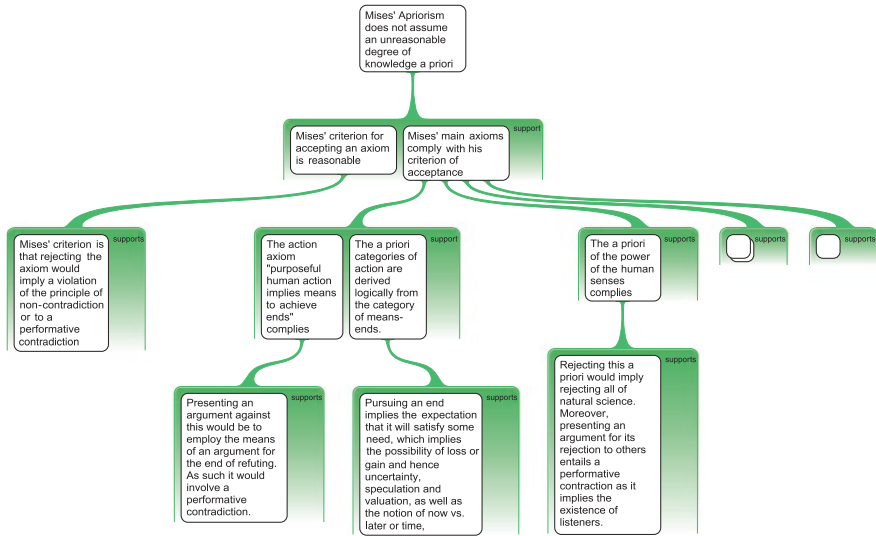 Mises' Apriorism
does not assume
an unreasonable
degree of
knowledge a priori
support
Mises' criterion for
accepting an axiom
is reasonable
Mises' main axioms
comply with his
criterion of
acceptance
supports
Mises' criterion is
that rejecting the
axiom would
imply a violation
of the principle of
non-contradiction
or to a
performative
contradiction
support
The action
axiom
"purposeful
human action
implies means
to achieve
ends"
complies
The a priori
categories of
action are
derived
logically from
the category
of means-
ends.
supports
The a priori
of the power
of the human
senses
complies
supports
supports
supports
Presenting an
argument against
this would be to
employ the means
of an argument for
the end of refuting.
As such it would
involve a
performative
contradiction.
supports
Pursuing an end
implies the expectation
that it will satisfy some
need, which implies
the possibility of loss or
gain and hence
uncertainty,
speculation and
valuation, as well as
the notion of now vs.
later or time,
supports
Rejecting this a
priori would imply
rejecting all of
natural science.
Moreover,
presenting an
argument for its
rejection to others
entails a
performative
contraction as it
implies the
existence of
listeners.